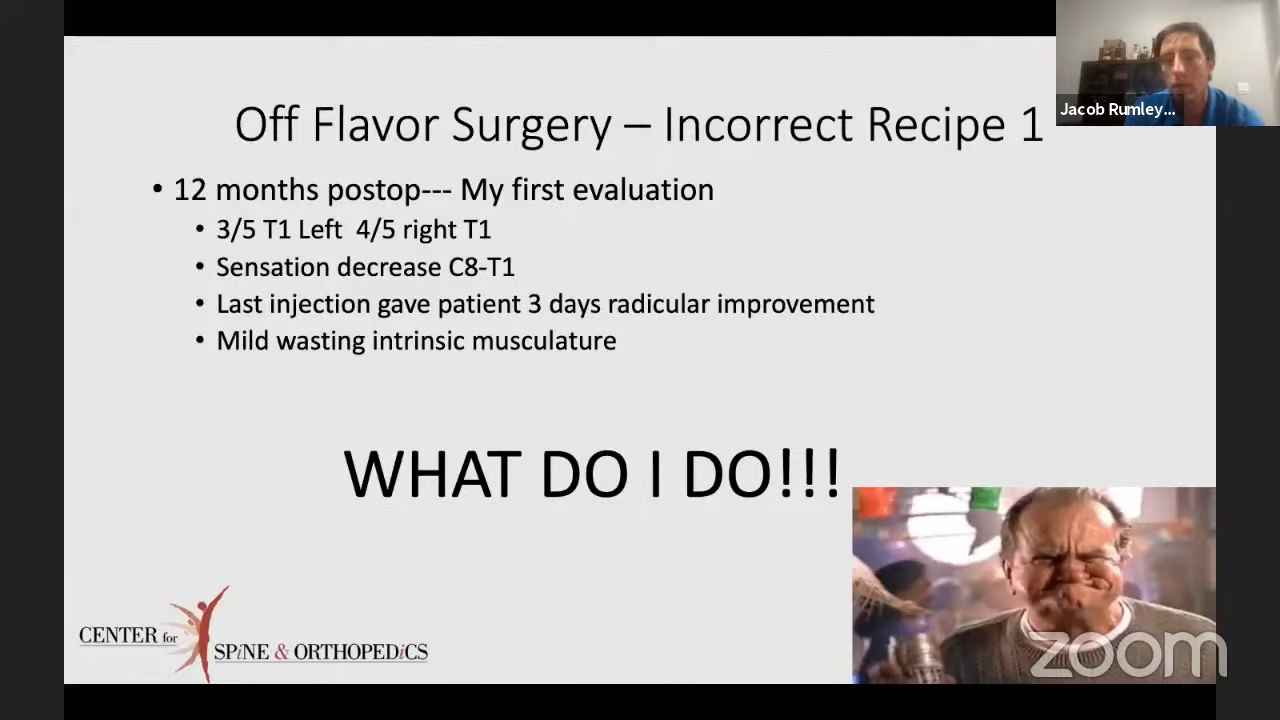 Jacob Rumley...
Off Flavor Surgery – Incorrect Recipe 1
• 12 months postop--- My first evaluation
• 3/5 T1 Left 4/5 right T1
• Sensation decrease C8-T1
• Last injection gave patient 3 days radicular improvement
• Mild wasting intrinsic musculature
WHAT DO I DO!!!
CENTER for
SPiNE & ORTHOPEDiCS
zoom